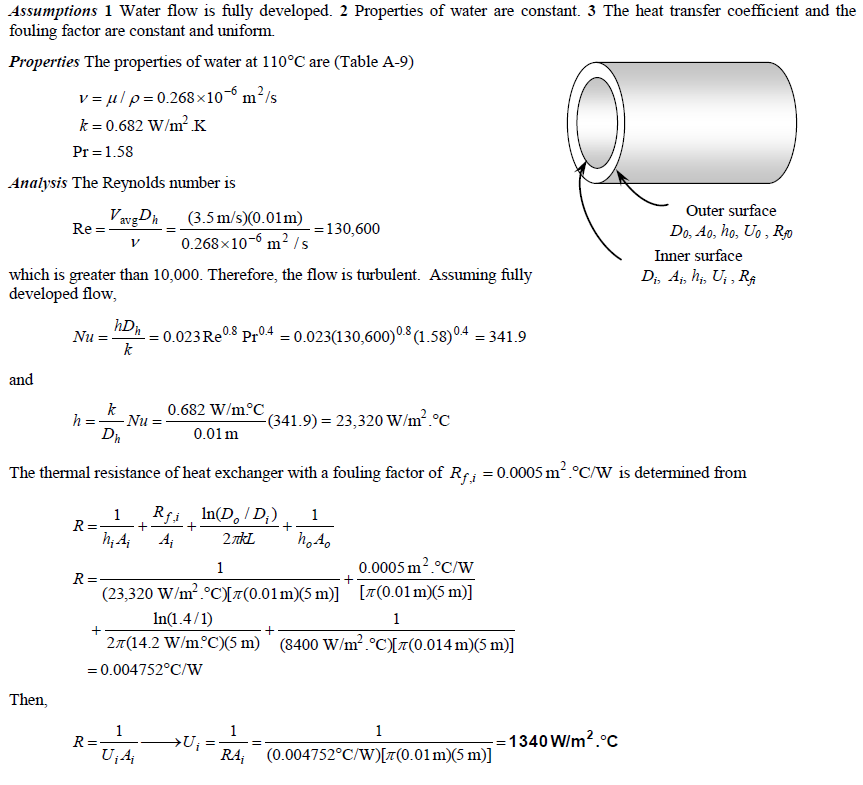 Assumptions 1 Water flow is fully developed. 2 Properties of water are constant. 3 The heat transfer coefficient and the
fouling factor are constant and uniform.
Properties The properties of water at 110°C are (Table A-9)
ν = μ / ρ = 0.268×10⁻⁶ m²/s
k = 0.682 W/m².K
Pr = 1.58
Analysis The Reynolds number is
Re = V_avg D_h / ν = (3.5 m/s)(0.01 m) / 0.268×10⁻⁶ m² / s = 130,600
Outer surface
D₀, A₀, h₀, U₀ , R_f0
Inner surface
Dᵢ, Aᵢ, hᵢ, Uᵢ , R_fi
which is greater than 10,000. Therefore, the flow is turbulent. Assuming fully
developed flow,
Nu = hD_h / k = 0.023 Re^0.8 Pr^0.4 = 0.023(130,600)^0.8 (1.58)^0.4 = 341.9
and
h = k / D_h Nu = 0.682 W/m.°C / 0.01 m (341.9) = 23,320 W/m².°C
The thermal resistance of heat exchanger with a fouling factor of R_f,i = 0.0005 m².°C/W is determined from
R = 1 / h_i A_i + R_f,i / A_i + ln(D_o / D_i) / 2πkL + 1 / h_o A_o
R = 1 / (23,320 W/m².°C)[π(0.01 m)(5 m)] + 0.0005 m².°C/W / [π(0.01 m)(5 m)]
+ ln(1.4/1) / 2π(14.2 W/m.°C)(5 m) + 1 / (8400 W/m².°C)[π(0.014 m)(5 m)]
= 0.004752°C/W
Then,
R = 1 / U_i A_i ⟶ U_i = 1 / RA_i = 1 / (0.004752°C/W)[π(0.01 m)(5 m)] = 1340 W/m².°C